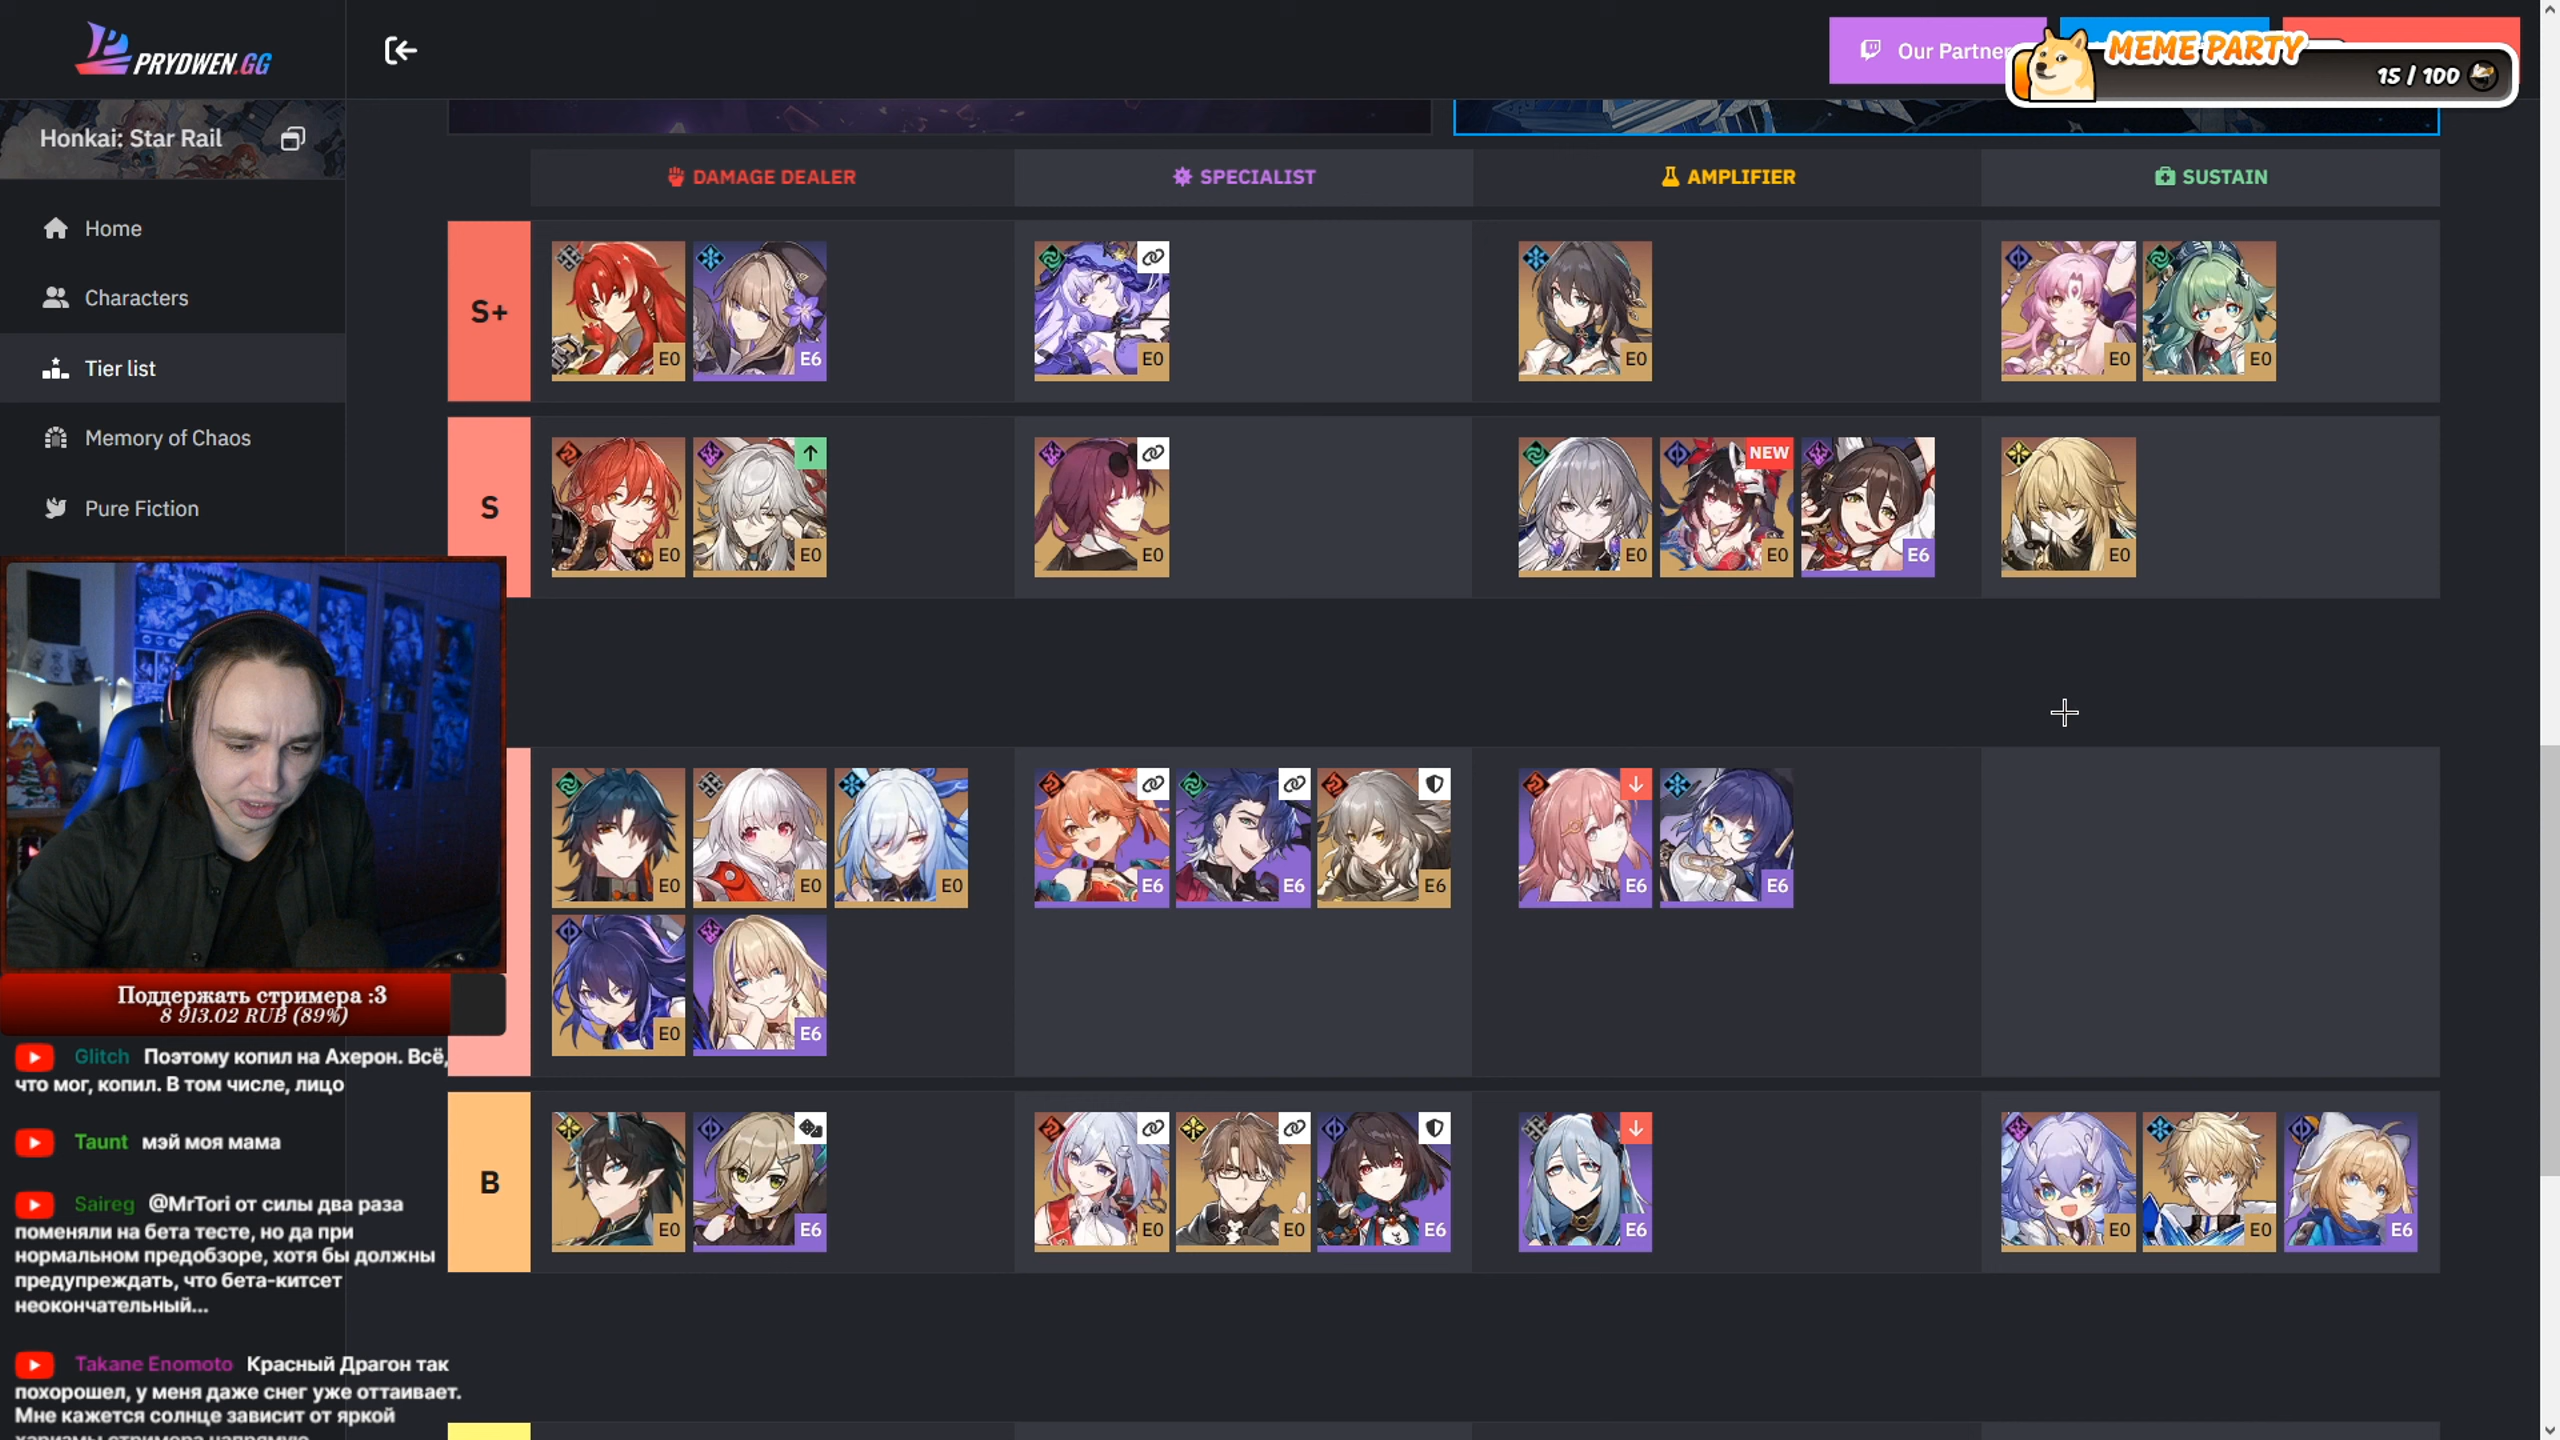 PRYDWEN.GG
Our Partner
MEME PARTY
15 / 100
Honkai: Star Rail
Home
Characters
Tier list
Memory of Chaos
Pure Fiction
DAMAGE DEALER
SPECIALIST
AMPLIFIER
SUSTAIN
S+
E0
E6
E0
E0
E0
E0
S
E0
E0
E0
E0
NEW
E0
E6
E0
E0
E0
E0
E6
E6
E6
E6
E6
E0
E6
B
E0
E6
E0
E0
E6
E6
E0
E0
E6
Поддержать стримера :3
8 913.02 RUB (89%)
Glitch Поэтому копил на Ахерон. Всё,
что мог, копил. В том числе, лицо
Taunt мэй моя мама
Saireg @MrTori от силы два раза
поменяли на бета тесте, но да при
нормальном предобзоре, хотя бы должны
предупреждать, что бета-китсет
неокончательный...
Takane Enomoto Красный Драгон так
похорошел, у меня даже снег уже оттаивает.
Мне кажется солнце зависит от яркой